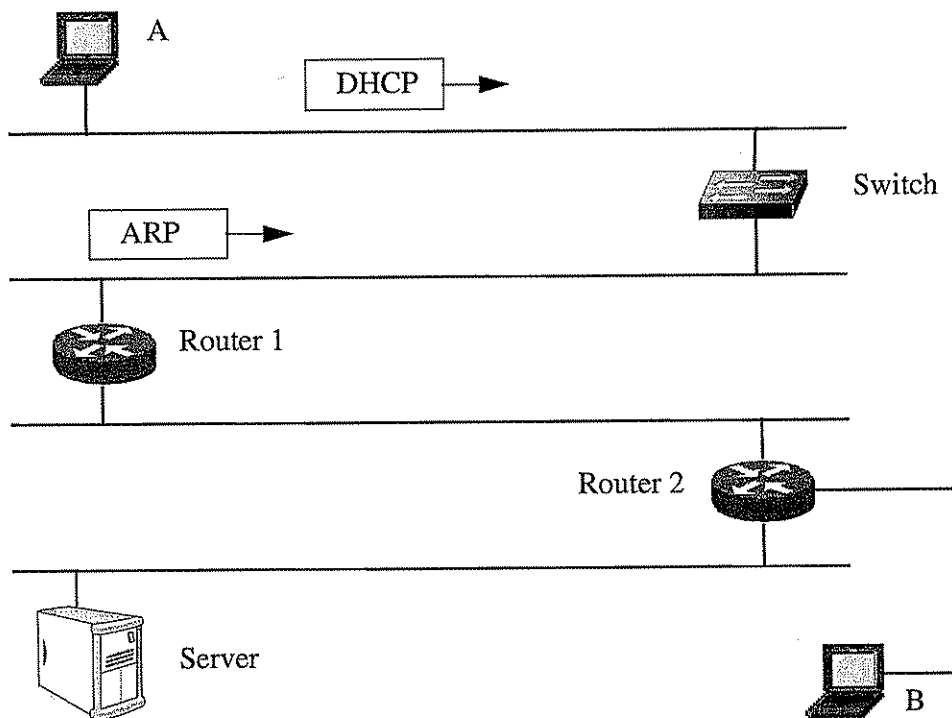 A
DHCP
Switch
ARP
Router 1
Router 2
Server
B